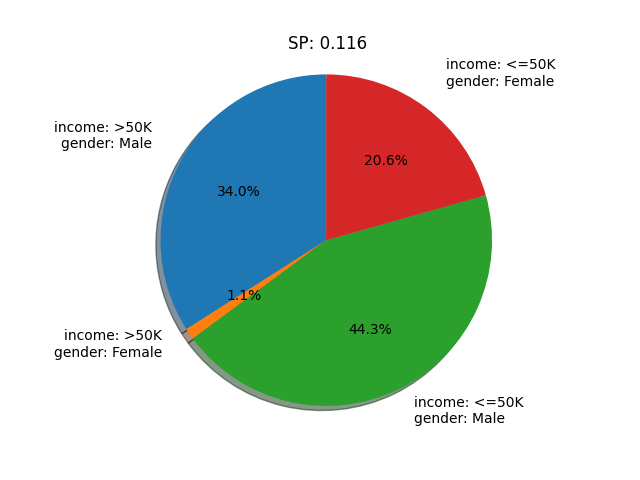 SP: 0.116
income: <=50K
gender: Female
income: >50K
gender: Male
20.6%
34.0%
1.1%
44.3%
income: >50K
gender: Female
income: <=50K
gender: Male